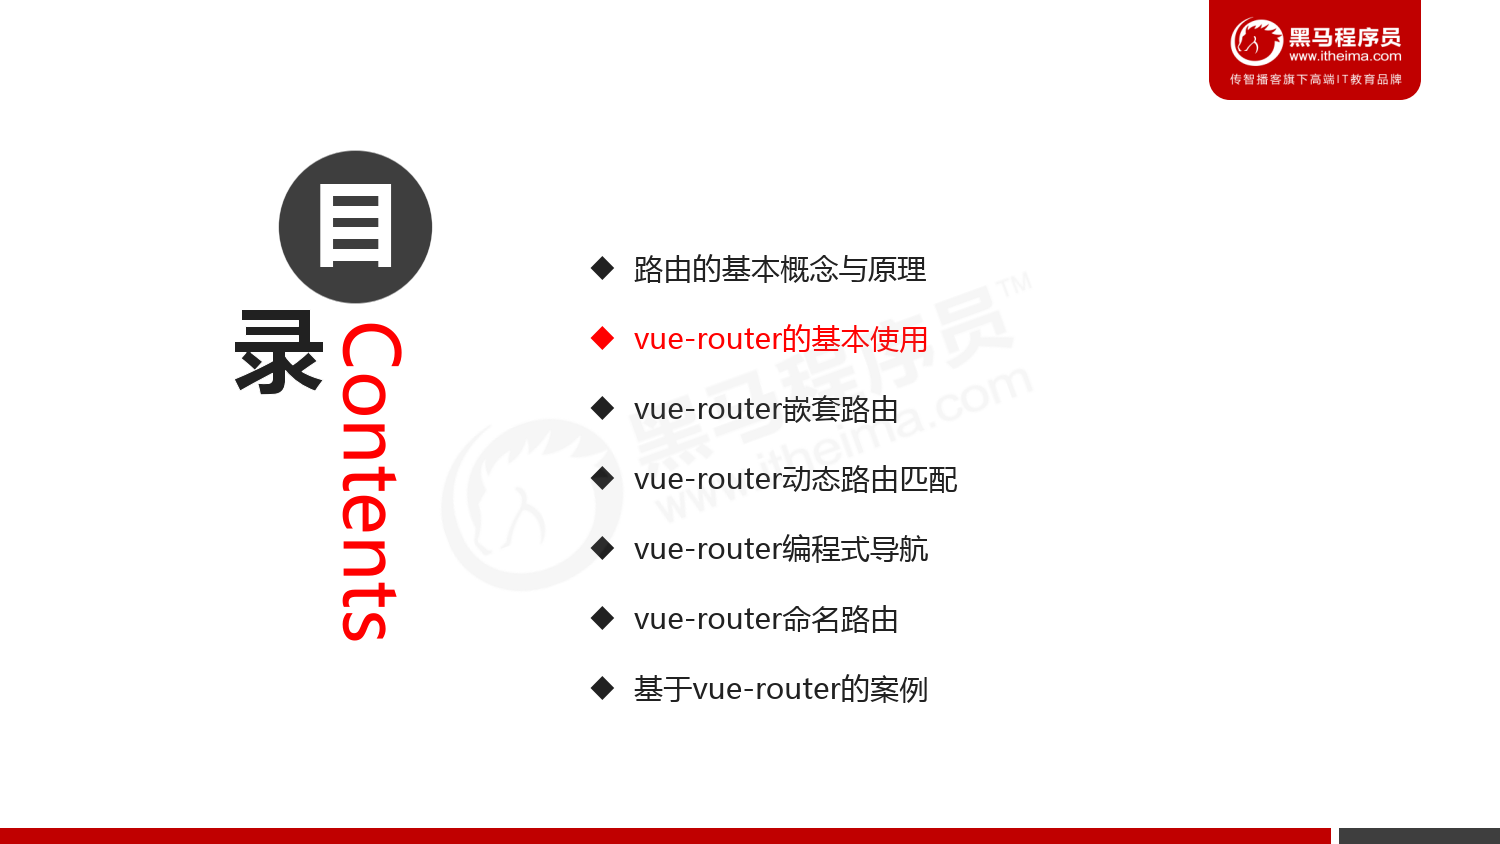 黑马程序员
www.itheima.com
传智播客旗下高端IT教育品牌
目录
Contents
◆ 路由的基本概念与原理
◆ vue-router的基本使用
◆ vue-router嵌套路由
◆ vue-router动态路由匹配
◆ vue-router编程式导航
◆ vue-router命名路由
◆ 基于vue-router的案例
黑马程序员™
www.itheima.com